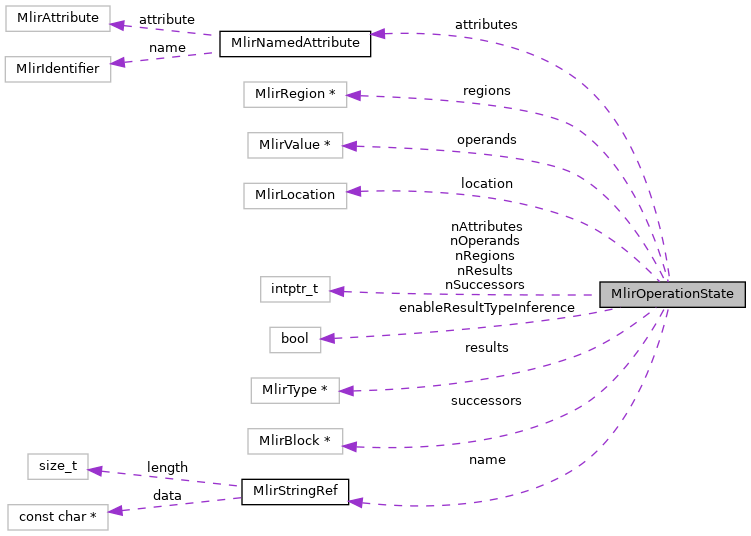 MlirAttribute
attribute
attributes
MlirNamedAttribute
name
MlirIdentifier
regions
MlirRegion *
operands
MlirValue *
location
MlirLocation
nAttributes
nOperands
nRegions
nResults
nSuccessors
intptr_t
MlirOperationState
enableResultTypeInference
bool
results
MlirType *
successors
MlirBlock *
name
size_t
length
MlirStringRef
data
const char *